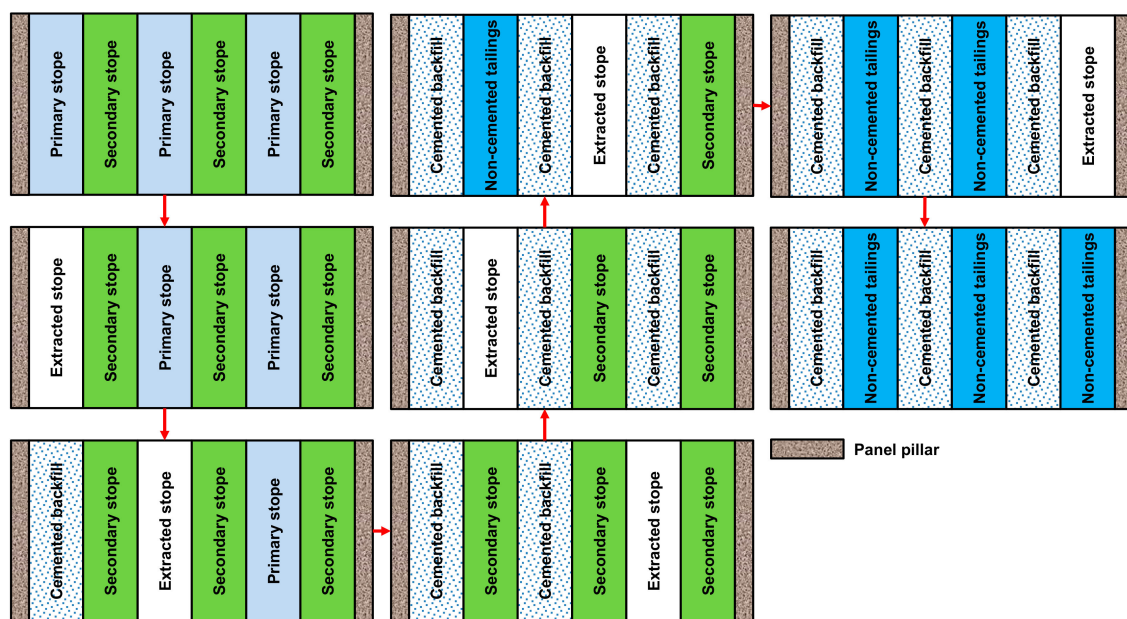 Primary stope
Secondary stope
Primary stope
Secondary stope
Primary stope
Secondary stope
Extracted stope
Secondary stope
Primary stope
Secondary stope
Primary stope
Secondary stope
Cemented backfill
Secondary stope
Extracted stope
Secondary stope
Primary stope
Secondary stope
Cemented backfill
Secondary stope
Cemented backfill
Secondary stope
Extracted stope
Secondary stope
Cemented backfill
Extracted stope
Cemented backfill
Secondary stope
Cemented backfill
Secondary stope
Cemented backfill
Non-cemented tailings
Cemented backfill
Extracted stope
Cemented backfill
Secondary stope
Cemented backfill
Non-cemented tailings
Cemented backfill
Non-cemented tailings
Cemented backfill
Extracted stope
Cemented backfill
Non-cemented tailings
Cemented backfill
Non-cemented tailings
Cemented backfill
Non-cemented tailings
Panel pillar